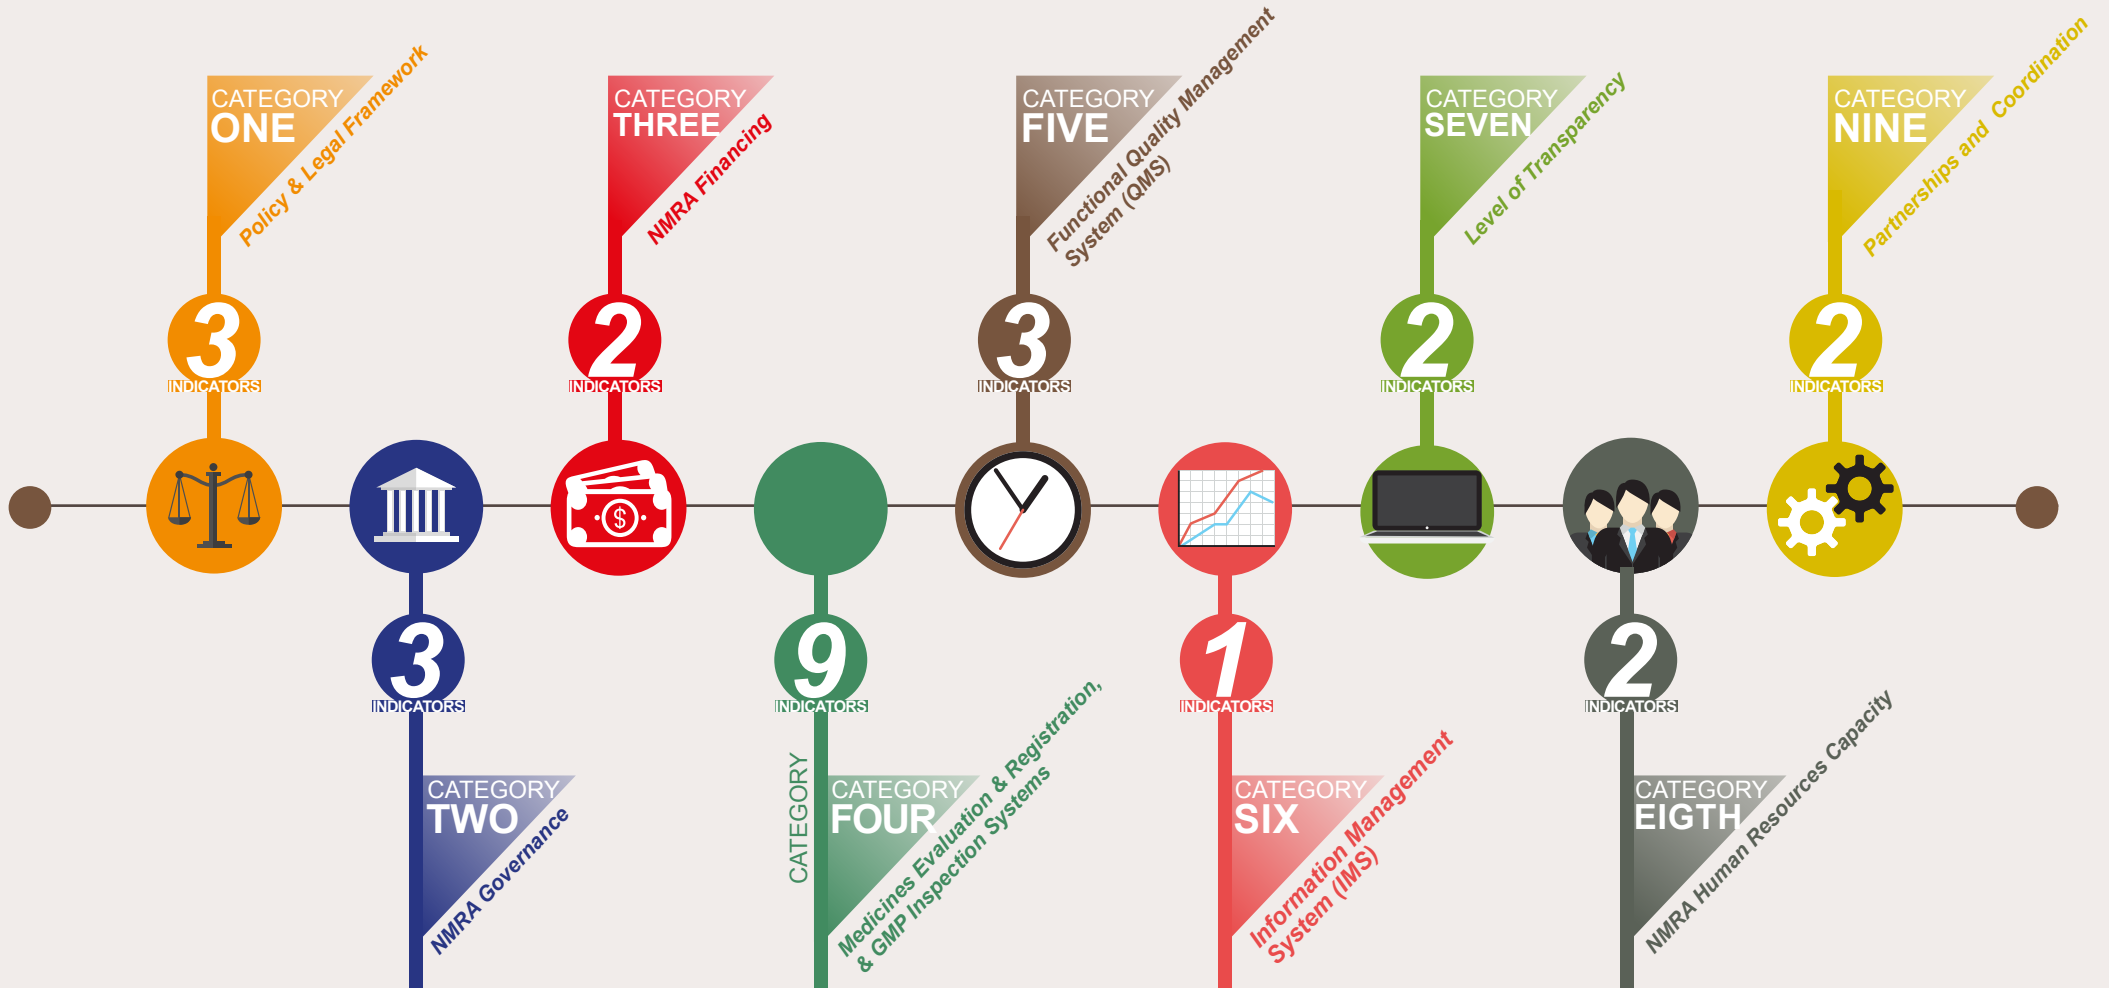 CATEGORY
ONE
Policy & Legal Framework
3
INDICATORS
CATEGORY
TWO
NMRA Governance
3
INDICATORS
CATEGORY
THREE
NMRA Financing
2
INDICATORS
$
CATEGORY
CATEGORY
FOUR
Medicines Evaluation & Registration,
& GMP Inspection Systems
9
INDICATORS
CATEGORY
FIVE
Functional Quality Management
System (QMS)
3
INDICATORS
CATEGORY
SIX
Information Management
System (IMS)
1
INDICATORS
CATEGORY
SEVEN
Level of Transparency
2
INDICATORS
CATEGORY
EIGTH
NMRA Human Resources Capacity
2
INDICATORS
CATEGORY
NINE
Partnerships and Coordination
2
INDICATORS